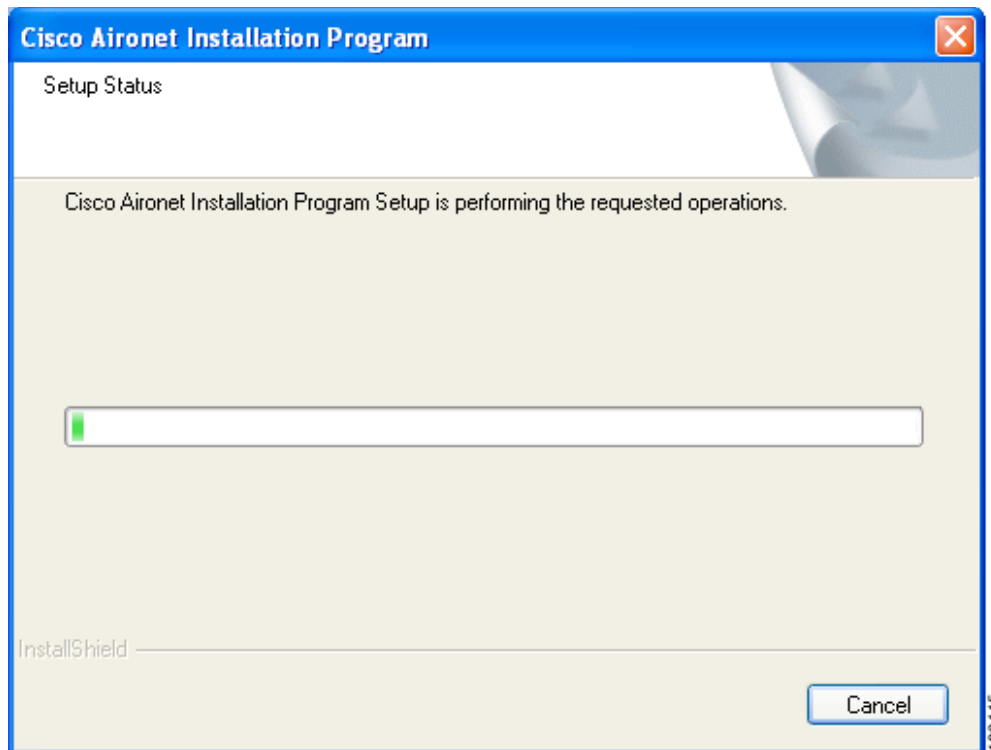 Cisco Aironet Installation Program
Setup Status
Cisco Aironet Installation Program Setup is performing the requested operations.
InstallShield
Cancel